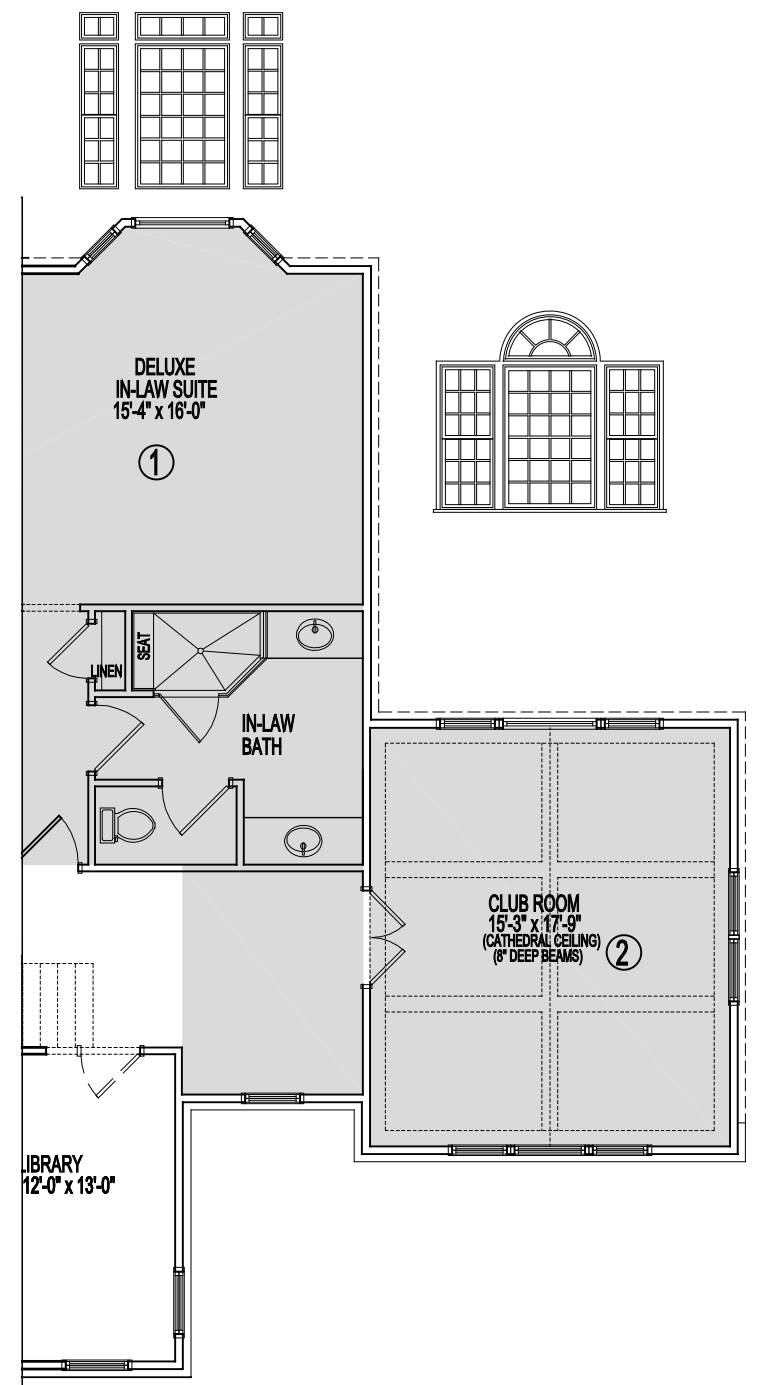 DELUXE
IN-LAW SUITE
15'-4" x 16'-0"
1
SEAT
LINEN
IN-LAW
BATH
CLUB ROOM
15'-3" x 17'-9"
(CATHEDRAL CEILING)
(8" DEEP BEAMS)
2
LIBRARY
12'-0" x 13'-0"